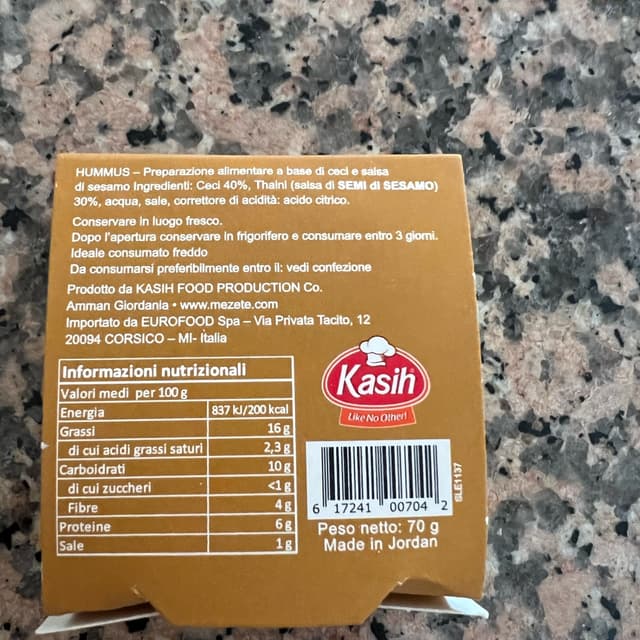 HUMMUS – Preparazione alimentare a base di ceci e salsa
di sesamo Ingredienti: Ceci 40%, Thaini (salsa di SEMI di SESAMO)
30%, acqua, sale, correttore di acidità: acido citrico.
Conservare in luogo fresco.
Dopo l'apertura conservare in frigorifero e consumare entro 3 giorni.
Ideale consumato freddo
Da consumarsi preferibilmente entro il: vedi confezione
Prodotto da KASIH FOOD PRODUCTION Co.
Amman Giordania • www.mezete.com
Importato da EUROFOOD Spa – Via Privata Tacito, 12
20094 CORSICO – MI- Italia
Informazioni nutrizionali
Valori medi per 100 g
Energia 837 kJ/200 kcal
Grassi 16 g
di cui acidi grassi saturi 2,3 g
Carboidrati 10 g
di cui zuccheri <1 g
Fibre 4 g
Proteine 6 g
Sale 1 g
Kasih®
Like No Other!
6 17241 00704 2
GLE1137
Peso netto: 70 g
Made in Jordan